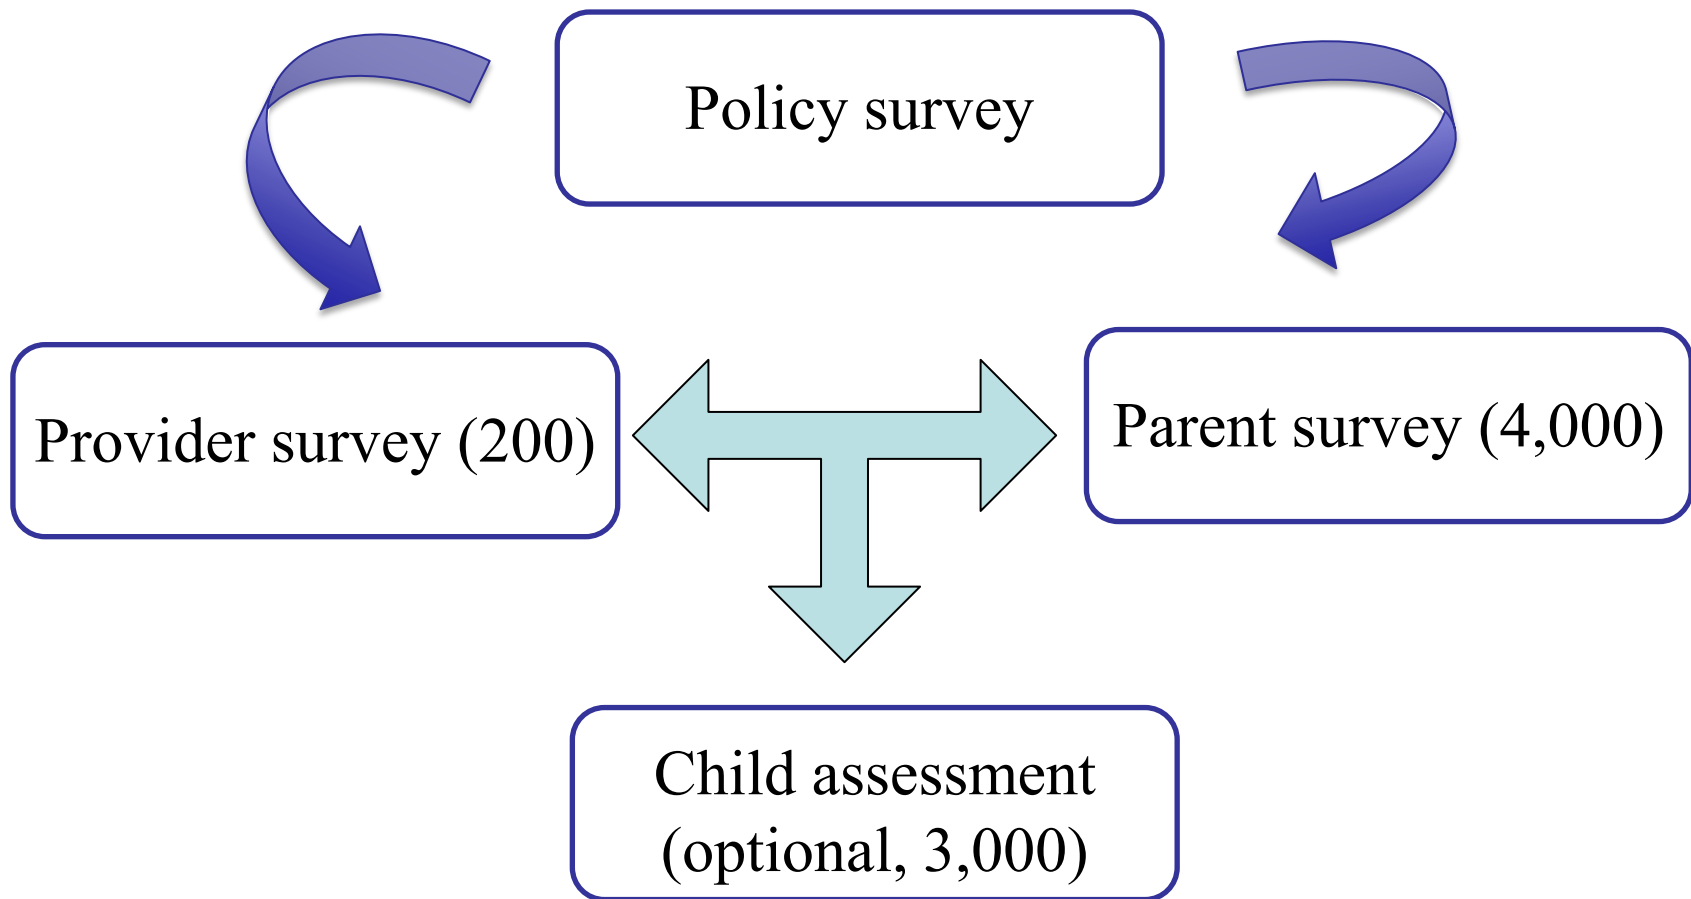 Policy survey
Provider survey (200)
Parent survey (4,000)
Child assessment
(optional, 3,000)